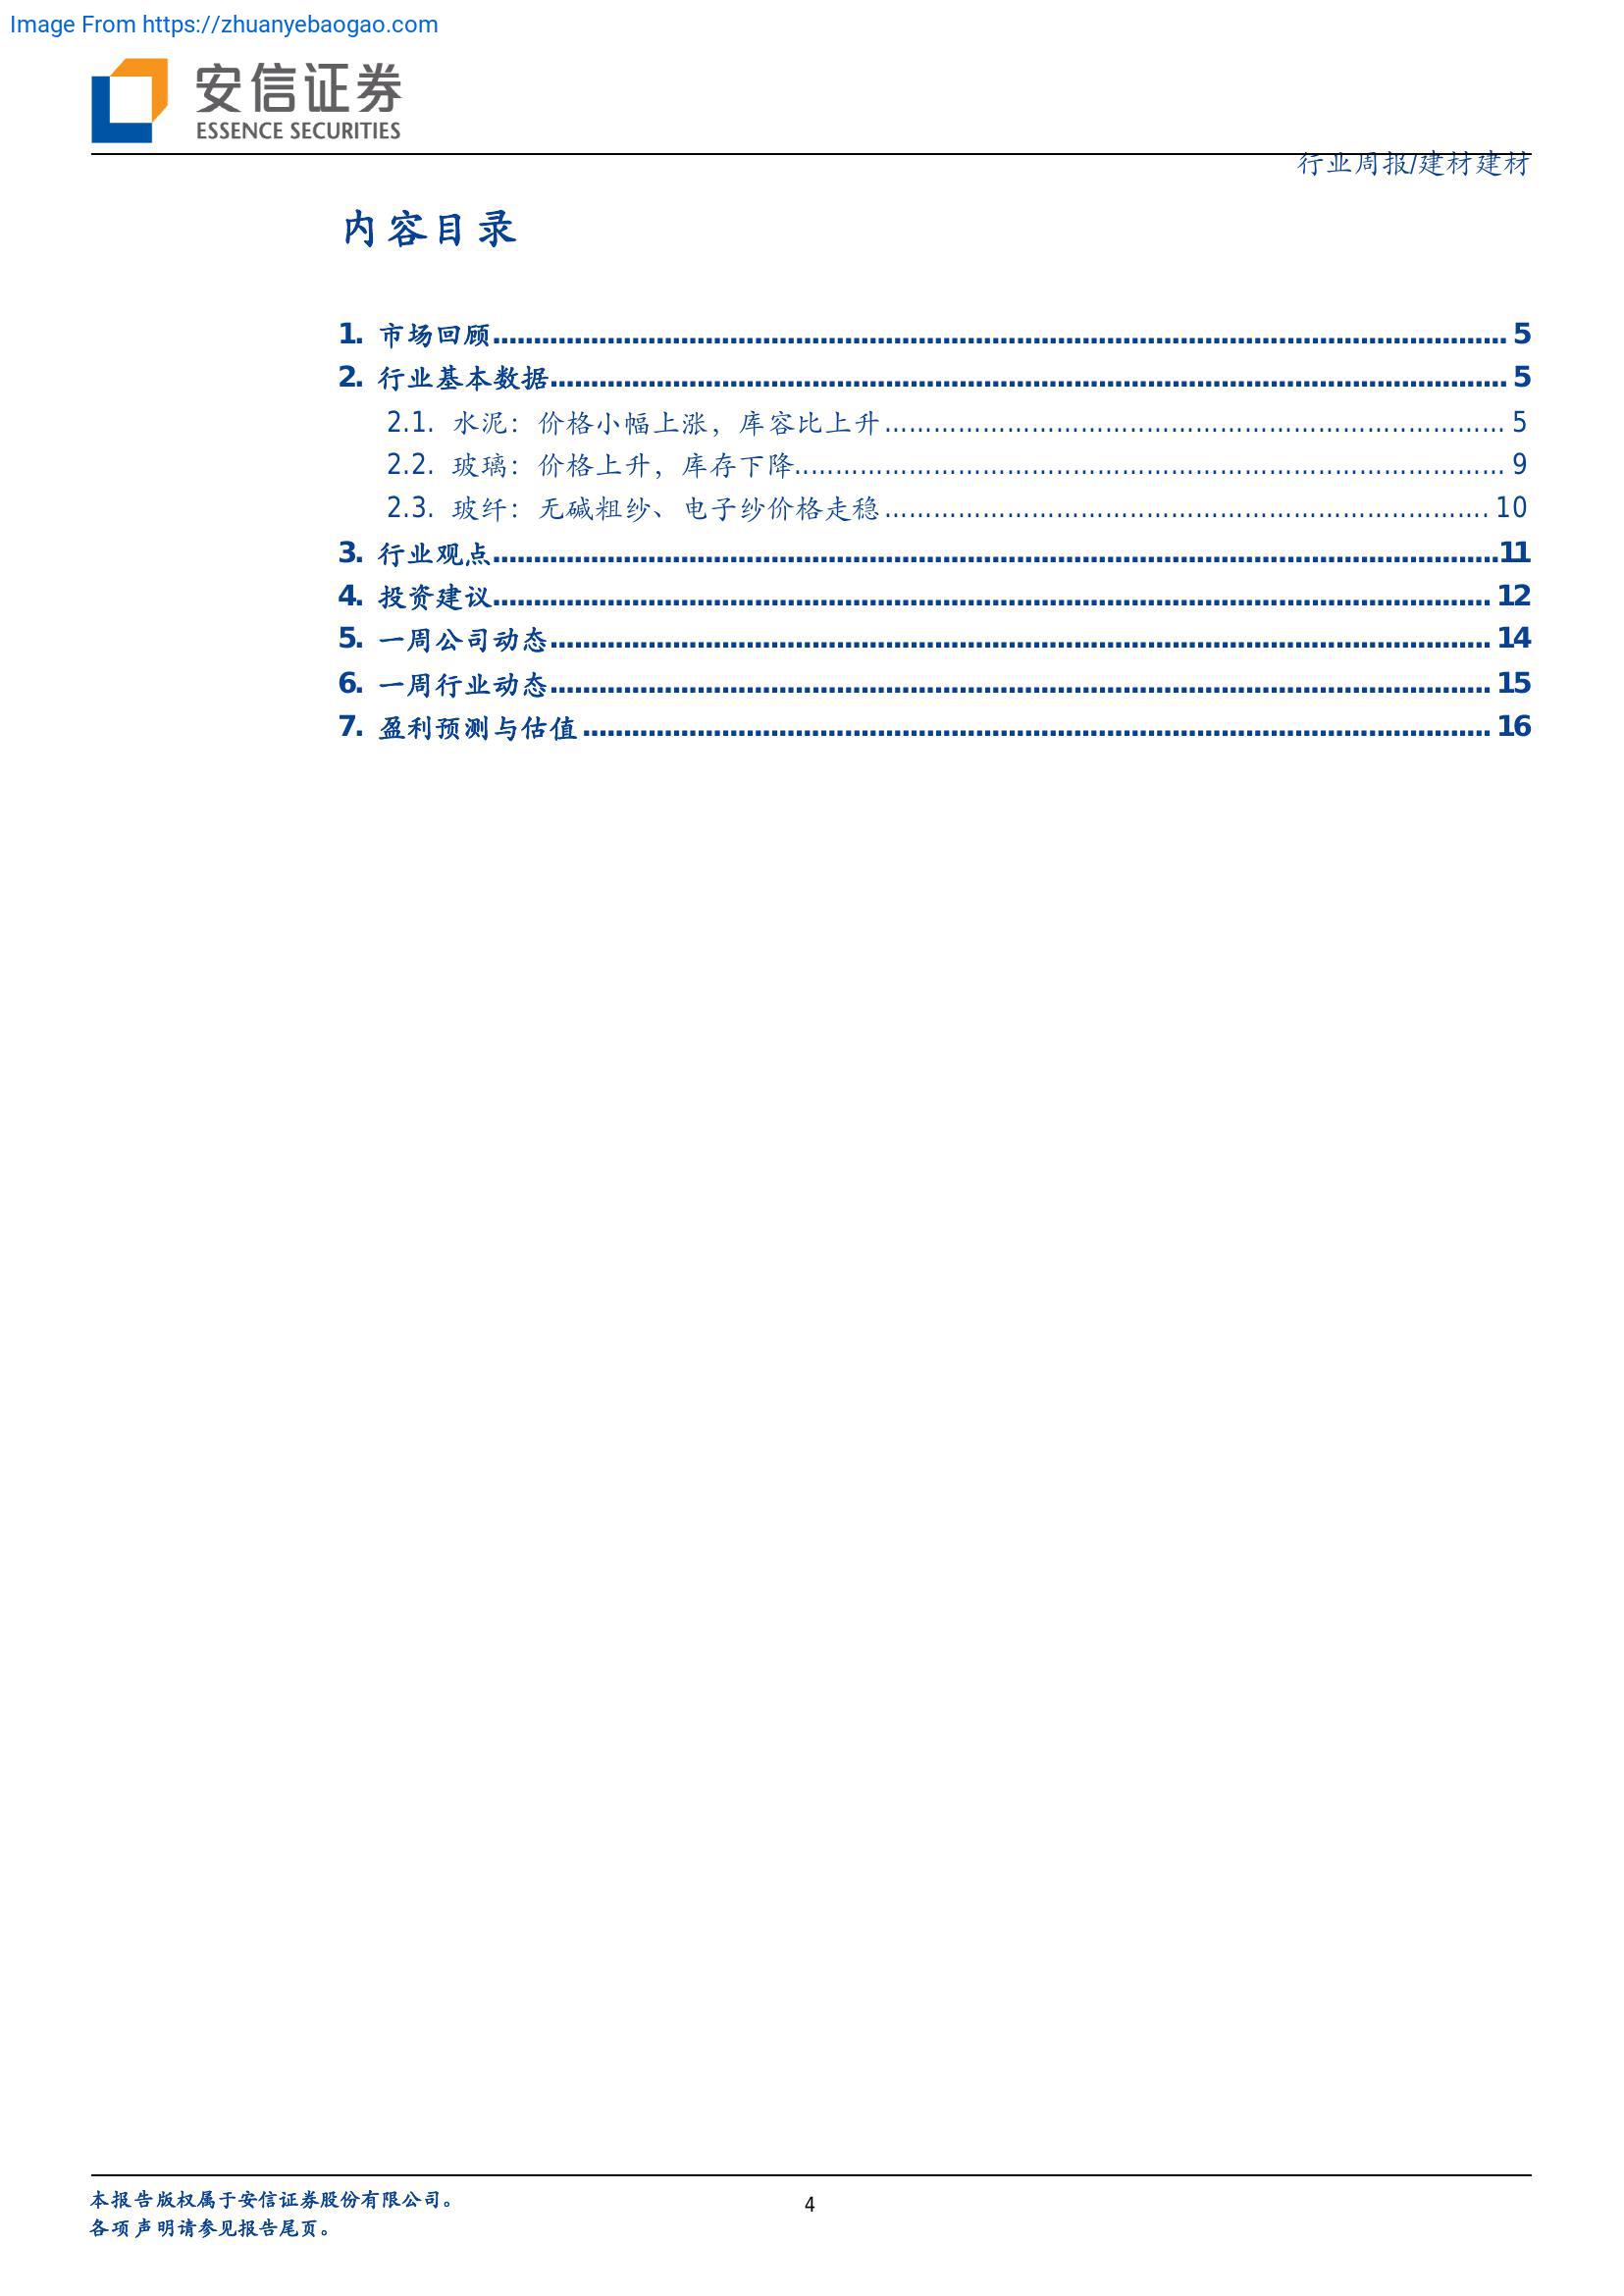 Image From https://zhuanyebaogao.com
安信证券
ESSENCE SECURITIES
行业周报/建材建材
内容目录
1. 市场回顾 5
2. 行业基本数据 5
2.1. 水泥：价格小幅上涨，库容比上升 5
2.2. 玻璃：价格上升，库存下降 9
2.3. 玻纤：无碱粗纱、电子纱价格走稳 10
3. 行业观点 11
4. 投资建议 12
5. 一周公司动态 14
6. 一周行业动态 15
7. 盈利预测与估值 16
本报告版权属于安信证券股份有限公司。
4
各项声明请参见报告尾页。